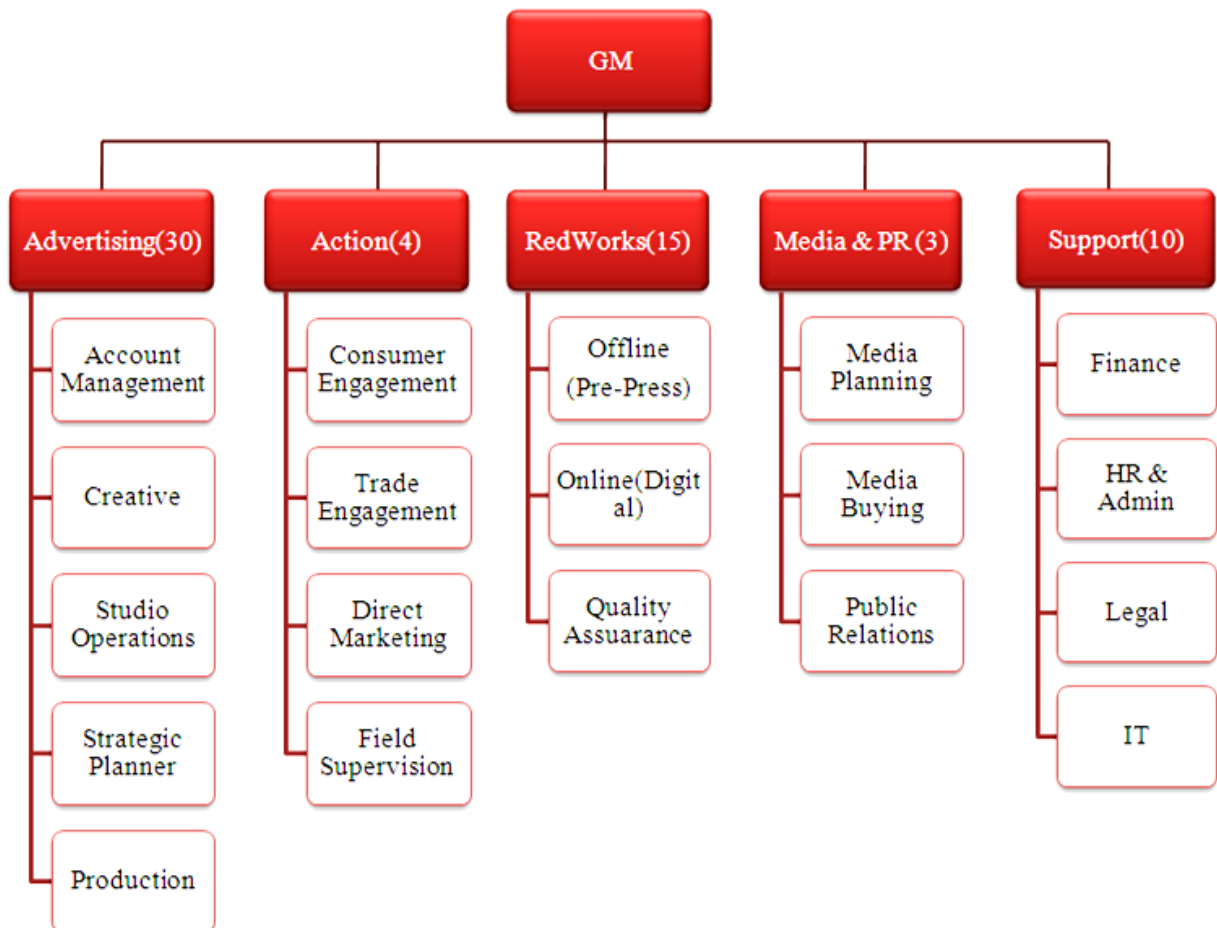 GM
Advertising(30)
Action(4)
RedWorks(15)
Media & PR (3)
Support(10)
Account
Management
Creative
Studio
Operations
Strategic
Planner
Production
Consumer
Engagement
Trade
Engagement
Direct
Marketing
Field
Supervision
Offline
(Pre-Press)
Online(Digit
al)
Quality
Assuarance
Media
Planning
Media
Buying
Public
Relations
Finance
HR &
Admin
Legal
IT